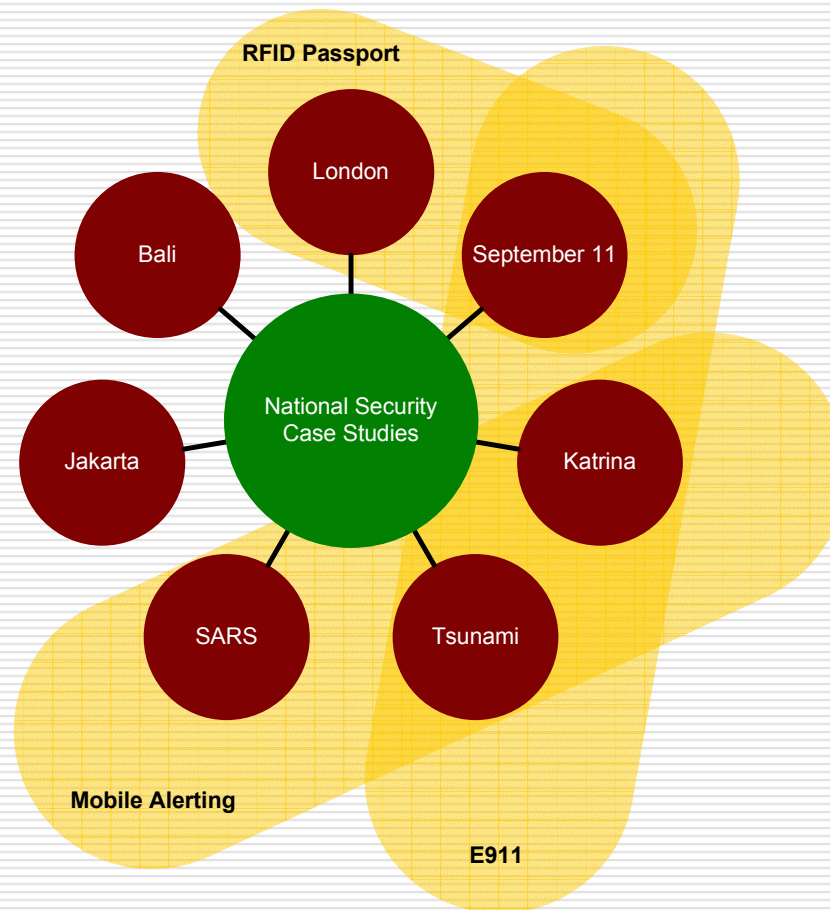 RFID Passport
London
Bali
September 11
National Security
Case Studies
Jakarta
Katrina
SARS
Tsunami
Mobile Alerting
E911